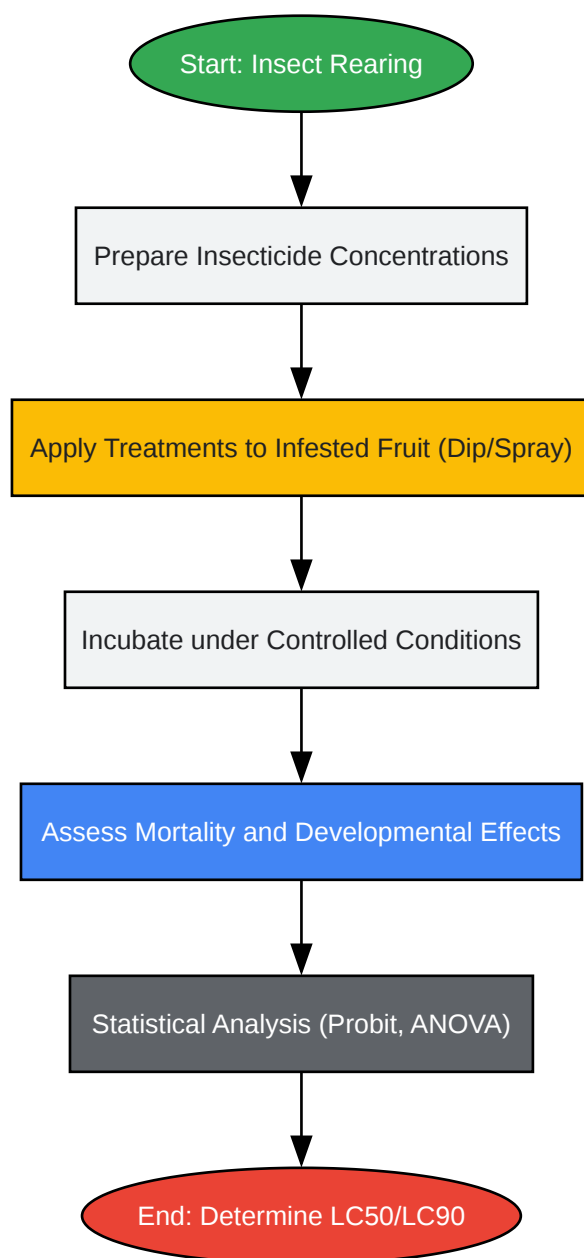 Start: Insect Rearing
Prepare Insecticide Concentrations
Apply Treatments to Infested Fruit (Dip/Spray)
Incubate under Controlled Conditions
Assess Mortality and Developmental Effects
Statistical Analysis (Probit, ANOVA)
End: Determine LC50/LC90